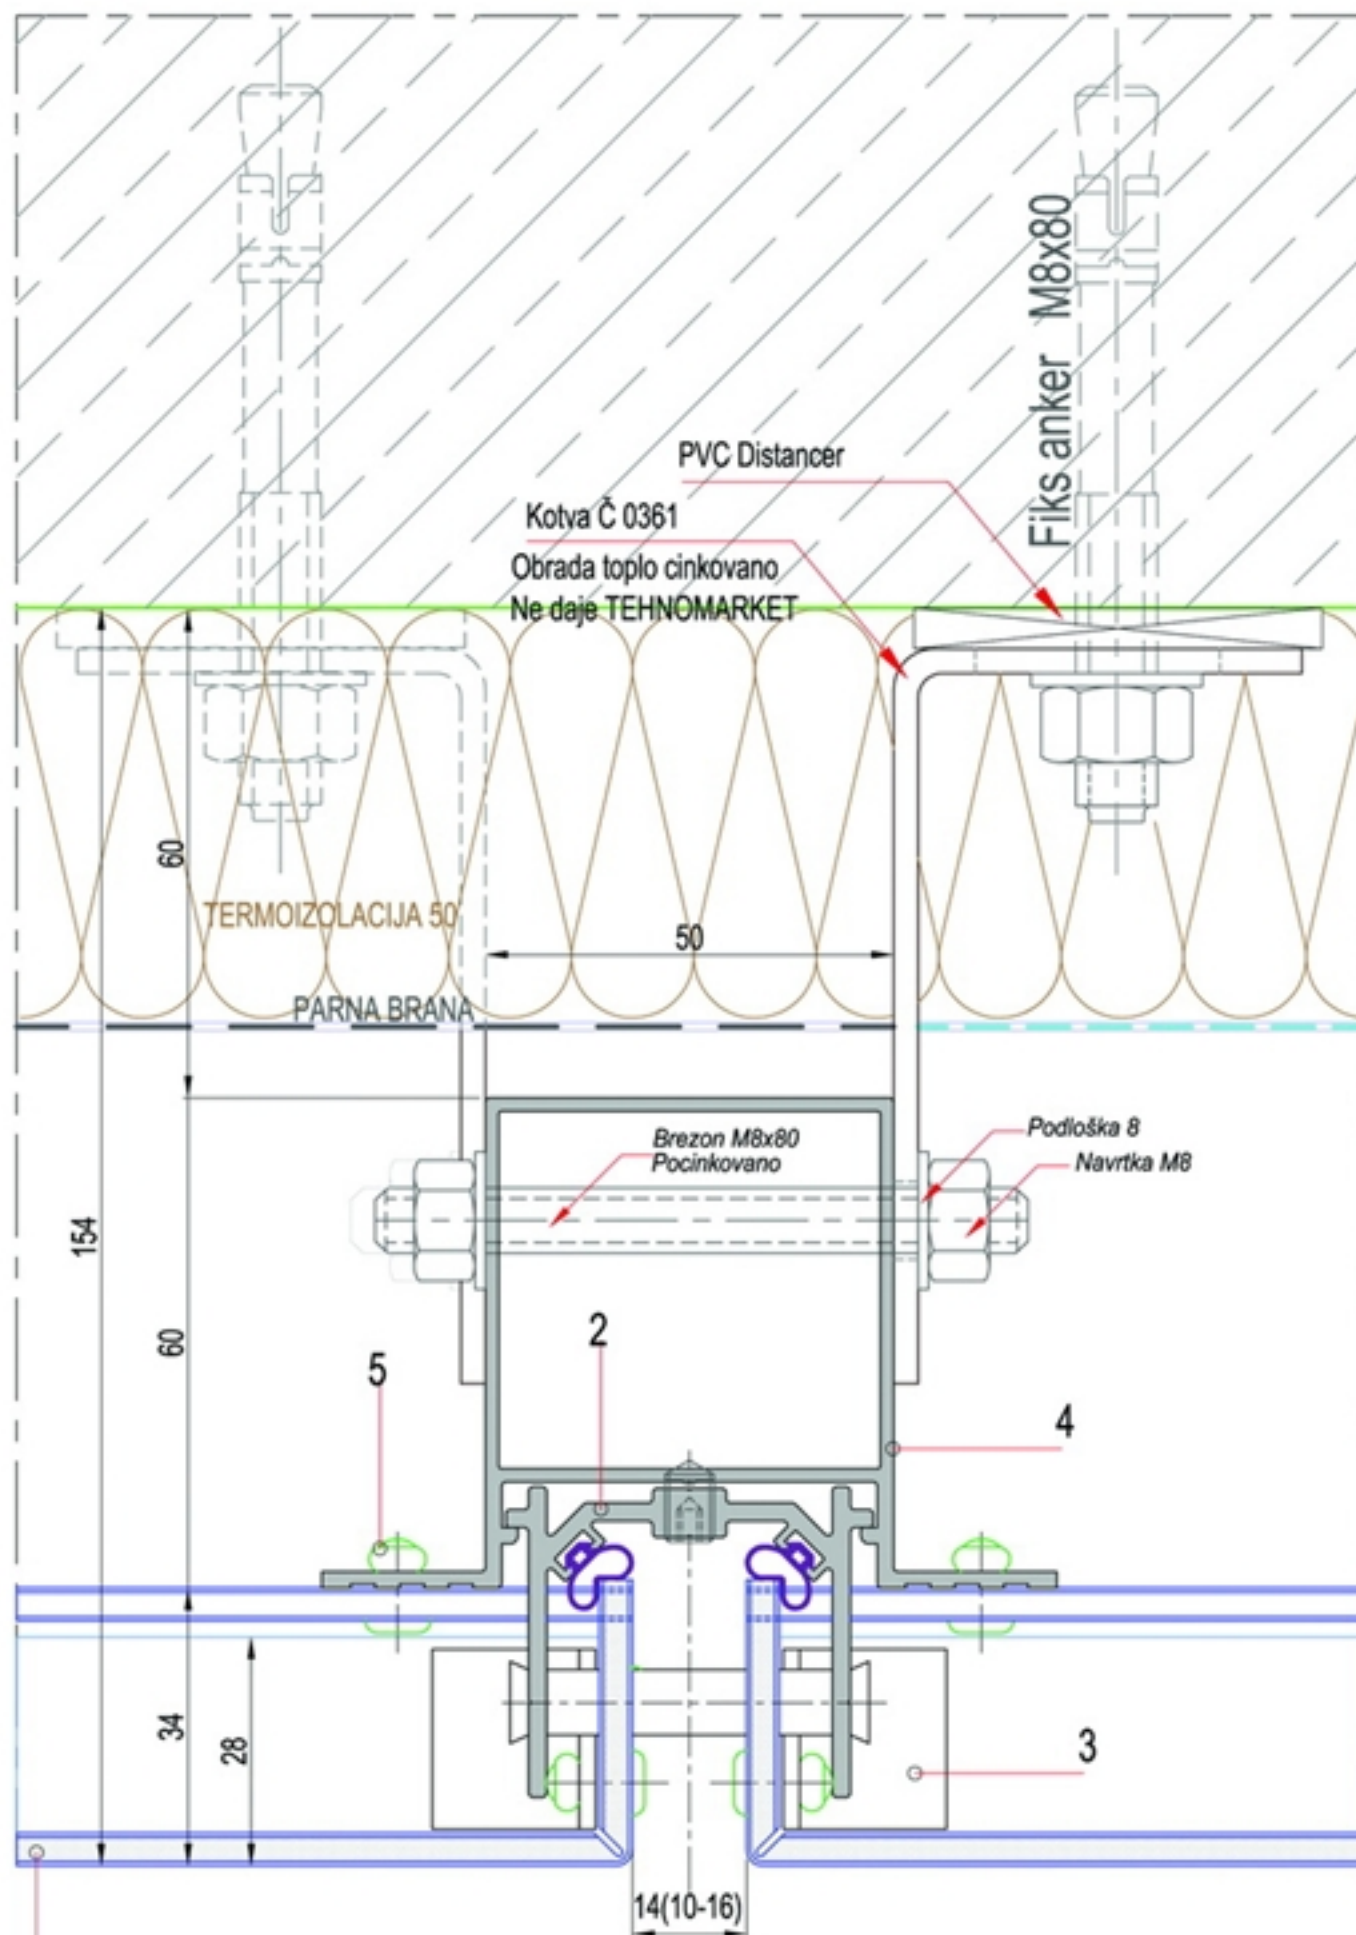 Fiks anker M8x80
PVC Distancer
Kotva Č 0361
Obrada toplo cinkovano
Ne daje TEHNOMARKET
60
TERMOIZOLACIJA 50
50
PARNA BRANA
Brezon M8x80
Pocinkovano
Podloška 8
Navrtka M8
154
60
2
5
4
34
28
3
14(10-16)